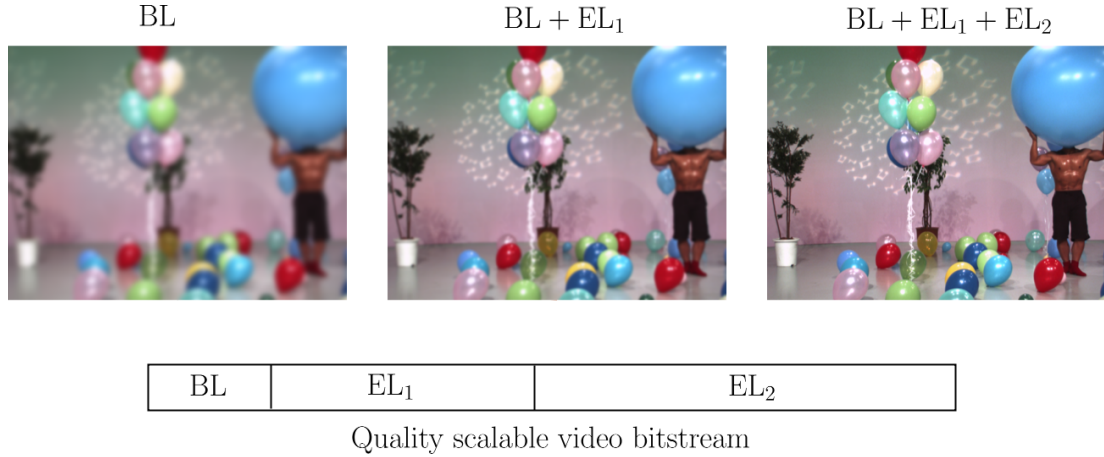 BL
BL + EL₁
BL + EL₁ + EL₂
BL EL₁ EL₂
Quality scalable video bitstream